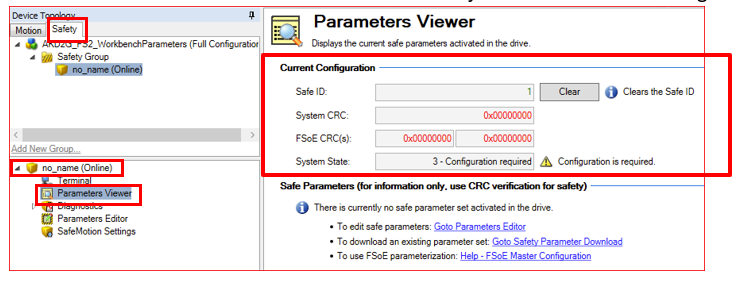 Device Topology
Motion Safety
AKD2G_FS2_WorkbenchParameters (Full Configuration
Safety Group
no_name (Online)
Add New Group...
no_name (Online)
Terminal
Parameters Viewer
Diagnostics
Parameters Editor
SafeMotion Settings
Parameters Viewer
Displays the current safe parameters activated in the drive.
Current Configuration
Safe ID: 1 Clear Clears the Safe ID
System CRC: 0x00000000
FSoE CRC(s): 0x00000000 0x00000000
System State: 3 - Configuration required Configuration is required.
Safe Parameters (for information only, use CRC verification for safety)
There is currently no safe parameter set activated in the drive.
• To edit safe parameters: Goto Parameters Editor
• To download an existing parameter set: Goto Safety Parameter Download
• To use FSoE parameterization: Help - FSoE Master Configuration